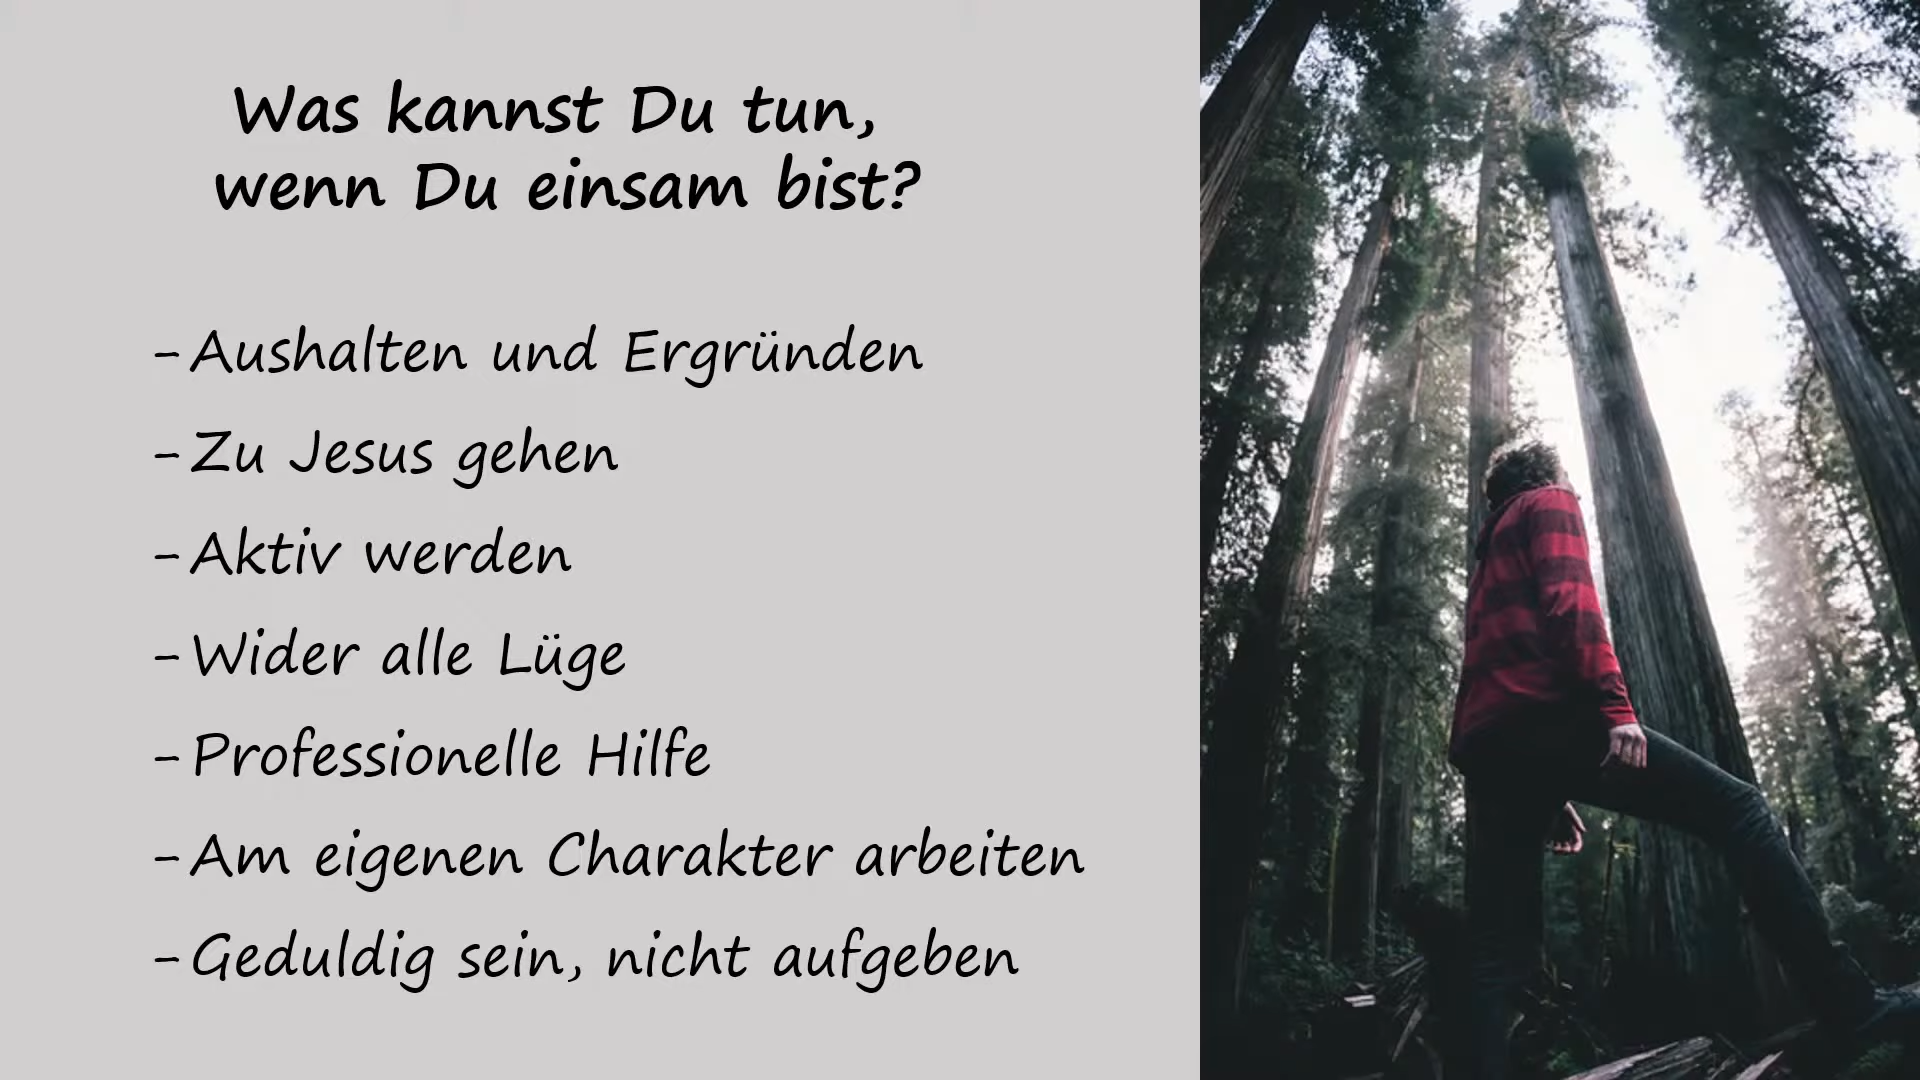 Was kannst Du tun,
wenn Du einsam bist?
- Aushalten und Ergründen
- Zu Jesus gehen
- Aktiv werden
- Wider alle Lüge
- Professionelle Hilfe
- Am eigenen Charakter arbeiten
- Geduldig sein, nicht aufgeben